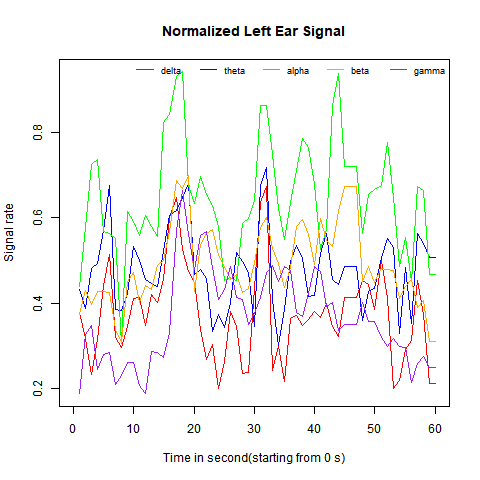 Normalized Left Ear Signal
delta theta alpha beta gamma
Signal rate
0.8
0.6
0.4
0.2
0 10 20 30 40 50 60
Time in second(starting from 0 s)